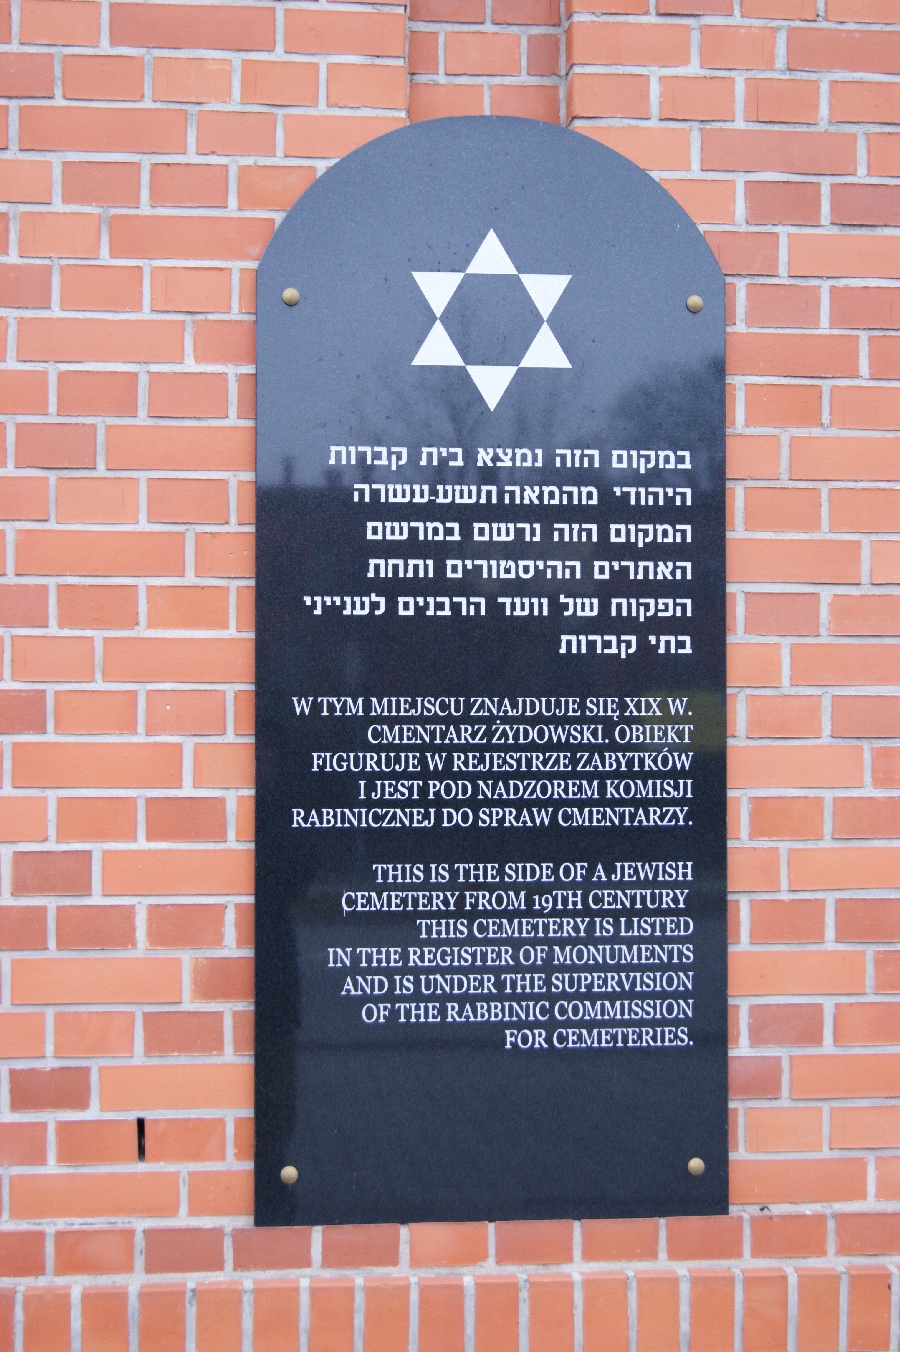 במקום הזה נמצא בית קברות
היהודי מהמאה תשע-עשרה
המקום הזה נרשם במרשם
האתרים ההיסטורים ותחת
הפקוח של וועד הרבנים לענייני
בתי קברות
W TYM MIEJSCU ZNAJDUJE SIĘ XIX W.
CMENTARZ ŻYDOWSKI. OBIEKT
FIGURUJE W REJESTRZE ZABYTKÓW
I JEST POD NADZOREM KOMISJI
RABINICZNEJ DO SPRAW CMENTARZY.
THIS IS THE SIDE OF A JEWISH
CEMETERY FROM 19TH CENTURY
THIS CEMETERY IS LISTED
IN THE REGISTER OF MONUMENTS
AND IS UNDER THE SUPERVISION
OF THE RABBINIC COMMISSION
FOR CEMETERIES.